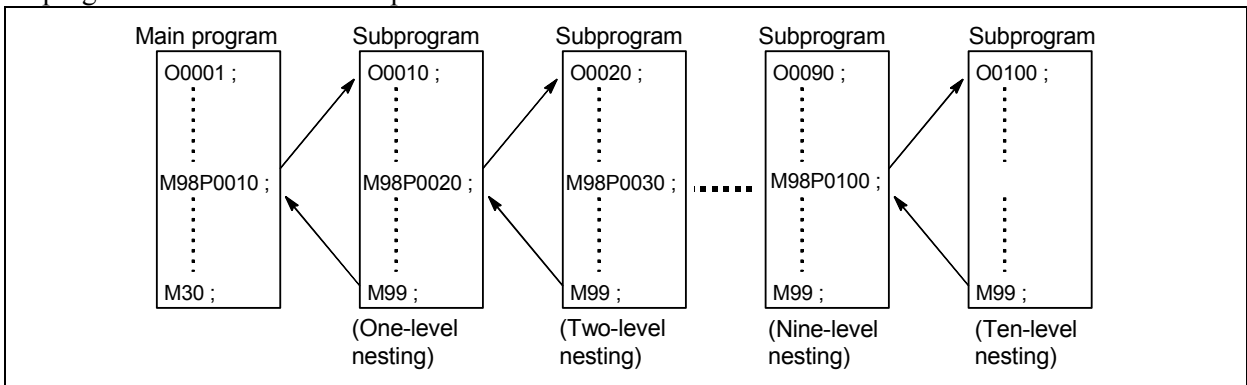 Main program
O0001 ;
M98P0010 ;
M30 ;
Subprogram
O0010 ;
M98P0020 ;
M99 ;
(One-level
nesting)
Subprogram
O0020 ;
M98P0030 ;
M99 ;
(Two-level
nesting)
Subprogram
O0090 ;
M98P0100 ;
M99 ;
(Nine-level
nesting)
Subprogram
O0100 ;
M99 ;
(Ten-level
nesting)